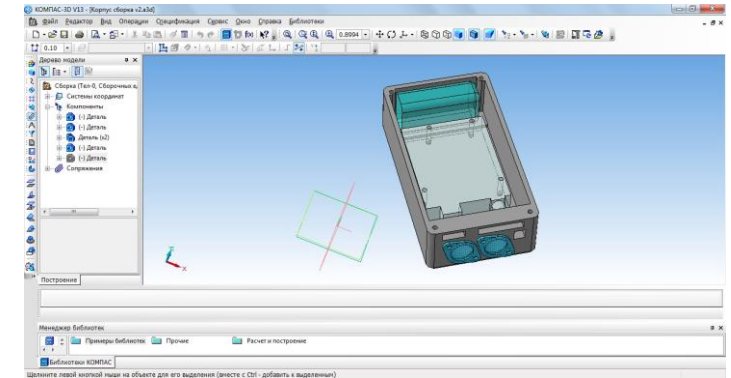 КОМПАС-3D V13 - [Корпус сборка v2.a3d]
Файл Редактор Вид Операции Спецификация Сервис Окно Справка Библиотеки
0.8994
0.10
Дерево модели
Сборка (Тел-0, Сборочных е
Системы координат
Компоненты
(-) Деталь
(-) Деталь
Деталь (x2)
(-) Деталь
(-) Деталь
Сопряжения
Z
X
Построение
Менеджер библиотек
Примеры библиотек Прочие Расчет и построение
Библиотеки КОМПАС
Щелкните левой кнопкой мыши на объекте для его выделения (вместе с Ctrl - добавить к выделенным)